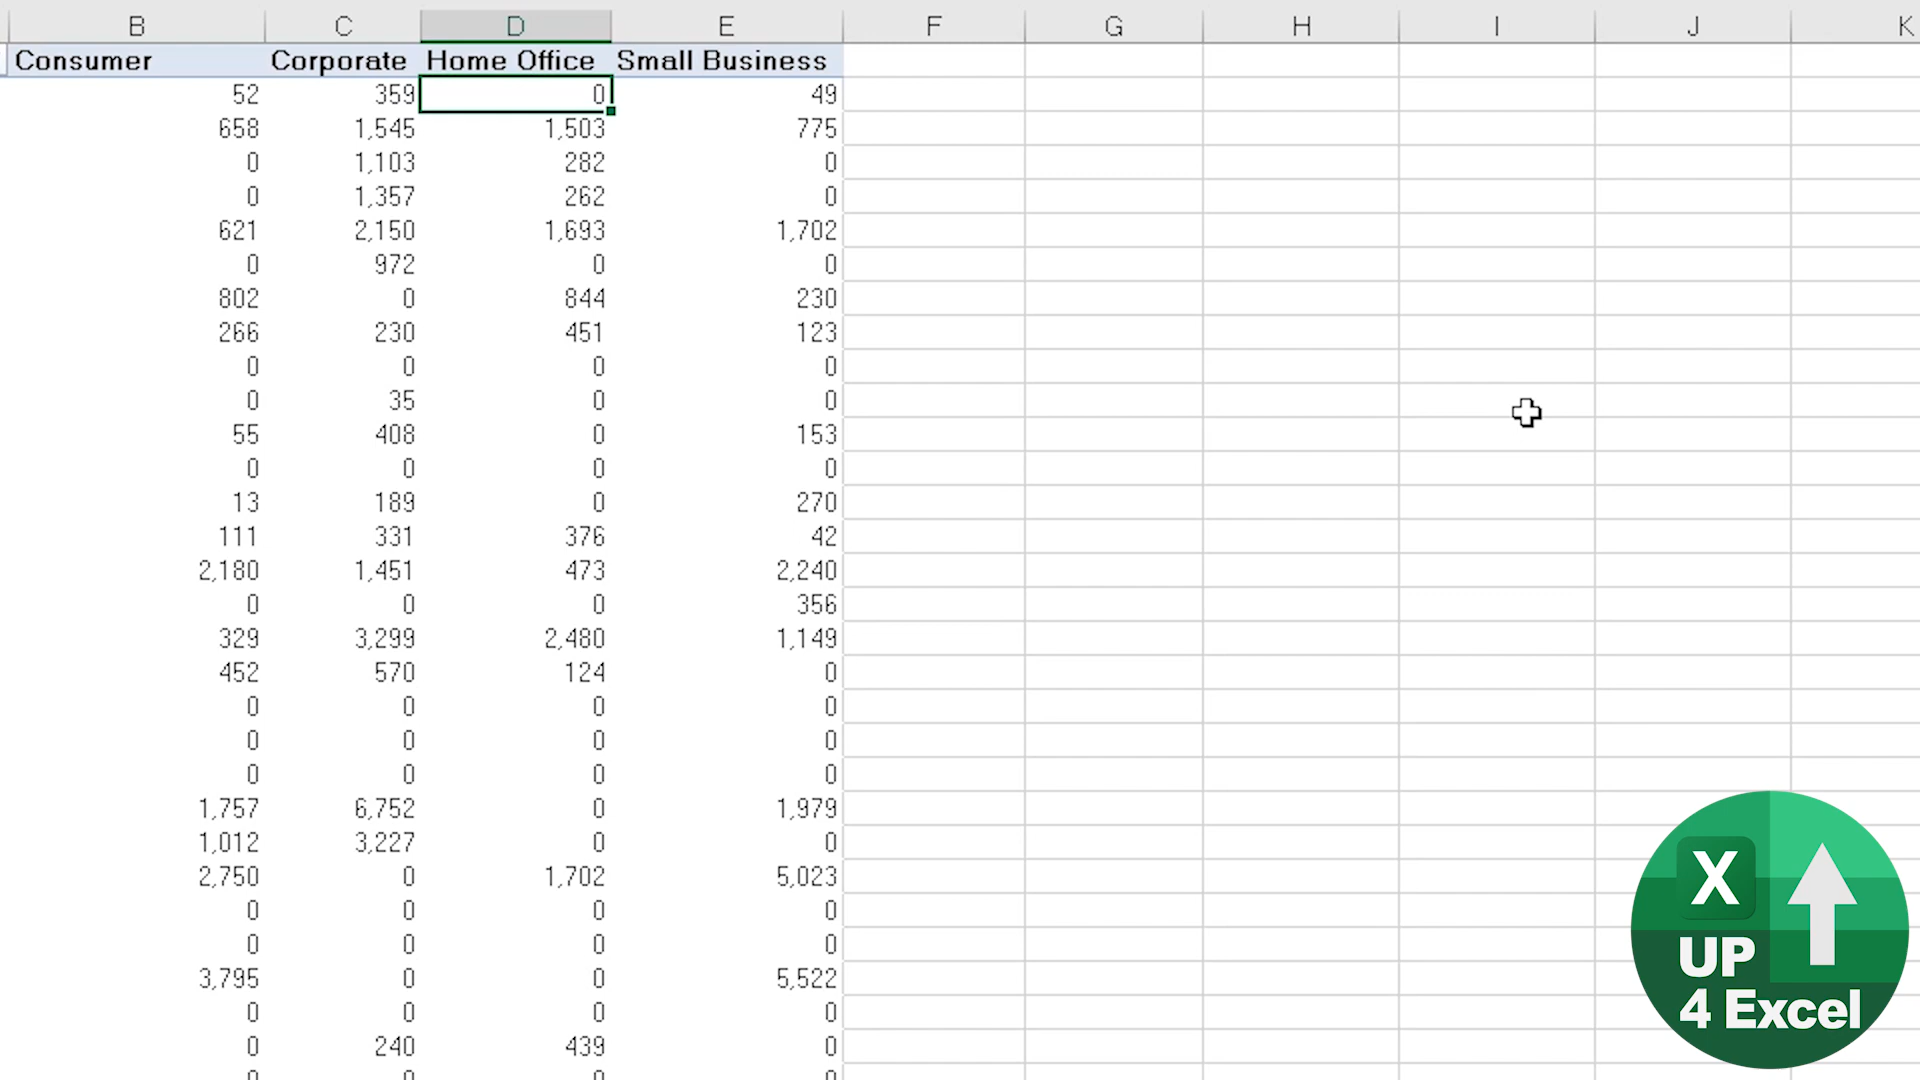 B C D E F G H I J K
Consumer Corporate Home Office Small Business
52 359 0 49
658 1,545 1,503 775
0 1,103 282 0
0 1,357 262 0
621 2,150 1,693 1,702
0 972 0 0
802 0 844 230
266 230 451 123
0 0 0 0
0 35 0 0
55 408 0 153
0 0 0 0
13 189 0 270
111 331 376 42
2,180 1,451 473 2,240
0 0 0 356
329 3,299 2,480 1,149
452 570 124 0
0 0 0 0
0 0 0 0
0 0 0 0
1,757 6,752 0 1,979
1,012 3,227 0 0
2,750 0 1,702 5,023
0 0 0 0
0 0 0 0
3,795 0 0 5,522
0 0 0 0
0 240 439 0
0 0 0 0
X
UP
4 Excel